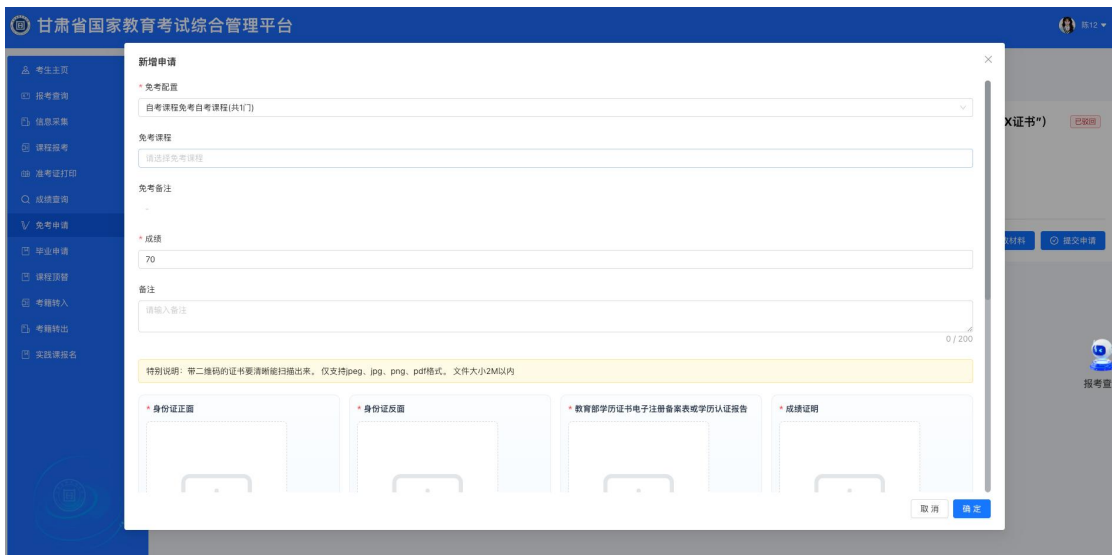 甘肃省国家教育考试综合管理平台
陈12
考生主页
报考查询
信息采集
课程报考
准考证打印
成绩查询
免考申请
毕业申请
课程顶替
考籍转入
考籍转出
实践课报名
新增申请
* 免考配置
自考课程免考自考课程(共1门)
免考课程
请选择免考课程
免考备注
* 成绩
70
备注
请输入备注
0 / 200
特别说明：带二维码的证书要清晰能扫描出来。 仅支持jpeg、jpg、png、pdf格式。 文件大小2M以内
* 身份证正面
* 身份证反面
* 教育部学历证书电子注册备案表或学历认证报告
* 成绩证明
取 消
确 定
X证书”)
已驳回
材料
提交申请
报考查